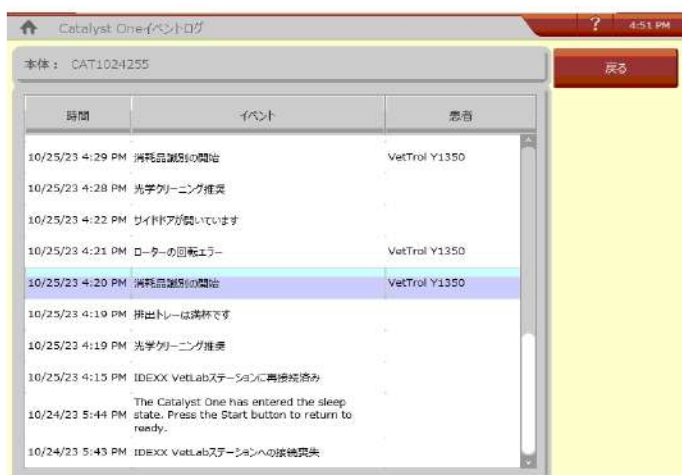 Catalyst Oneイベントログ
? 4:51 PM
本体： CAT1024255
戻る
時間 イベント 患者
10/25/23 4:29 PM 消耗品識別の開始 VetTrol Y1350
10/25/23 4:28 PM 光学クリーニング推奨
10/25/23 4:22 PM サイドドアが開いています
10/25/23 4:21 PM ローターの回転エラー VetTrol Y1350
10/25/23 4:20 PM 消耗品識別の開始 VetTrol Y1350
10/25/23 4:19 PM 排出トレーは満杯です
10/25/23 4:19 PM 光学クリーニング推奨
10/25/23 4:15 PM IDEXX VetLabステーションに再接続済み
The Catalyst One has entered the sleep
10/24/23 5:44 PM state. Press the Start button to return to
ready.
10/24/23 5:43 PM IDEXX VetLabステーションへの接続喪失